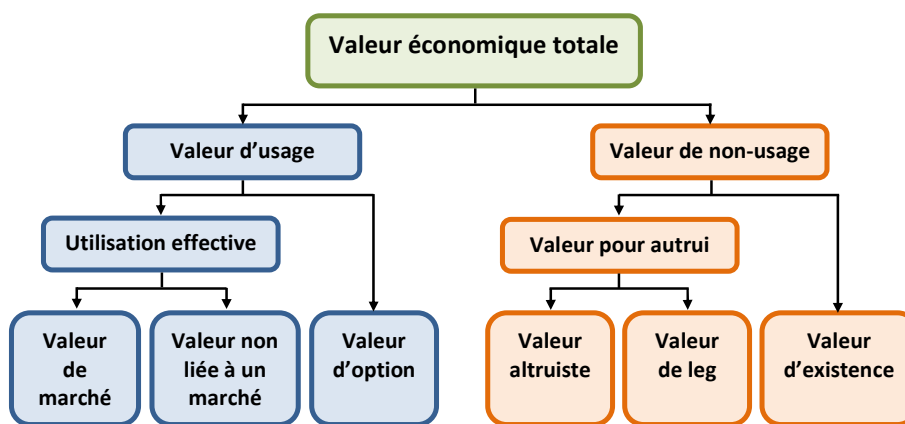 Valeur économique totale
Valeur d’usage
Valeur de non-usage
Utilisation effective
Valeur pour autrui
Valeur
de
marché
Valeur non
liée à un
marché
Valeur
d’option
Valeur
altruiste
Valeur
de leg
Valeur
d’existence